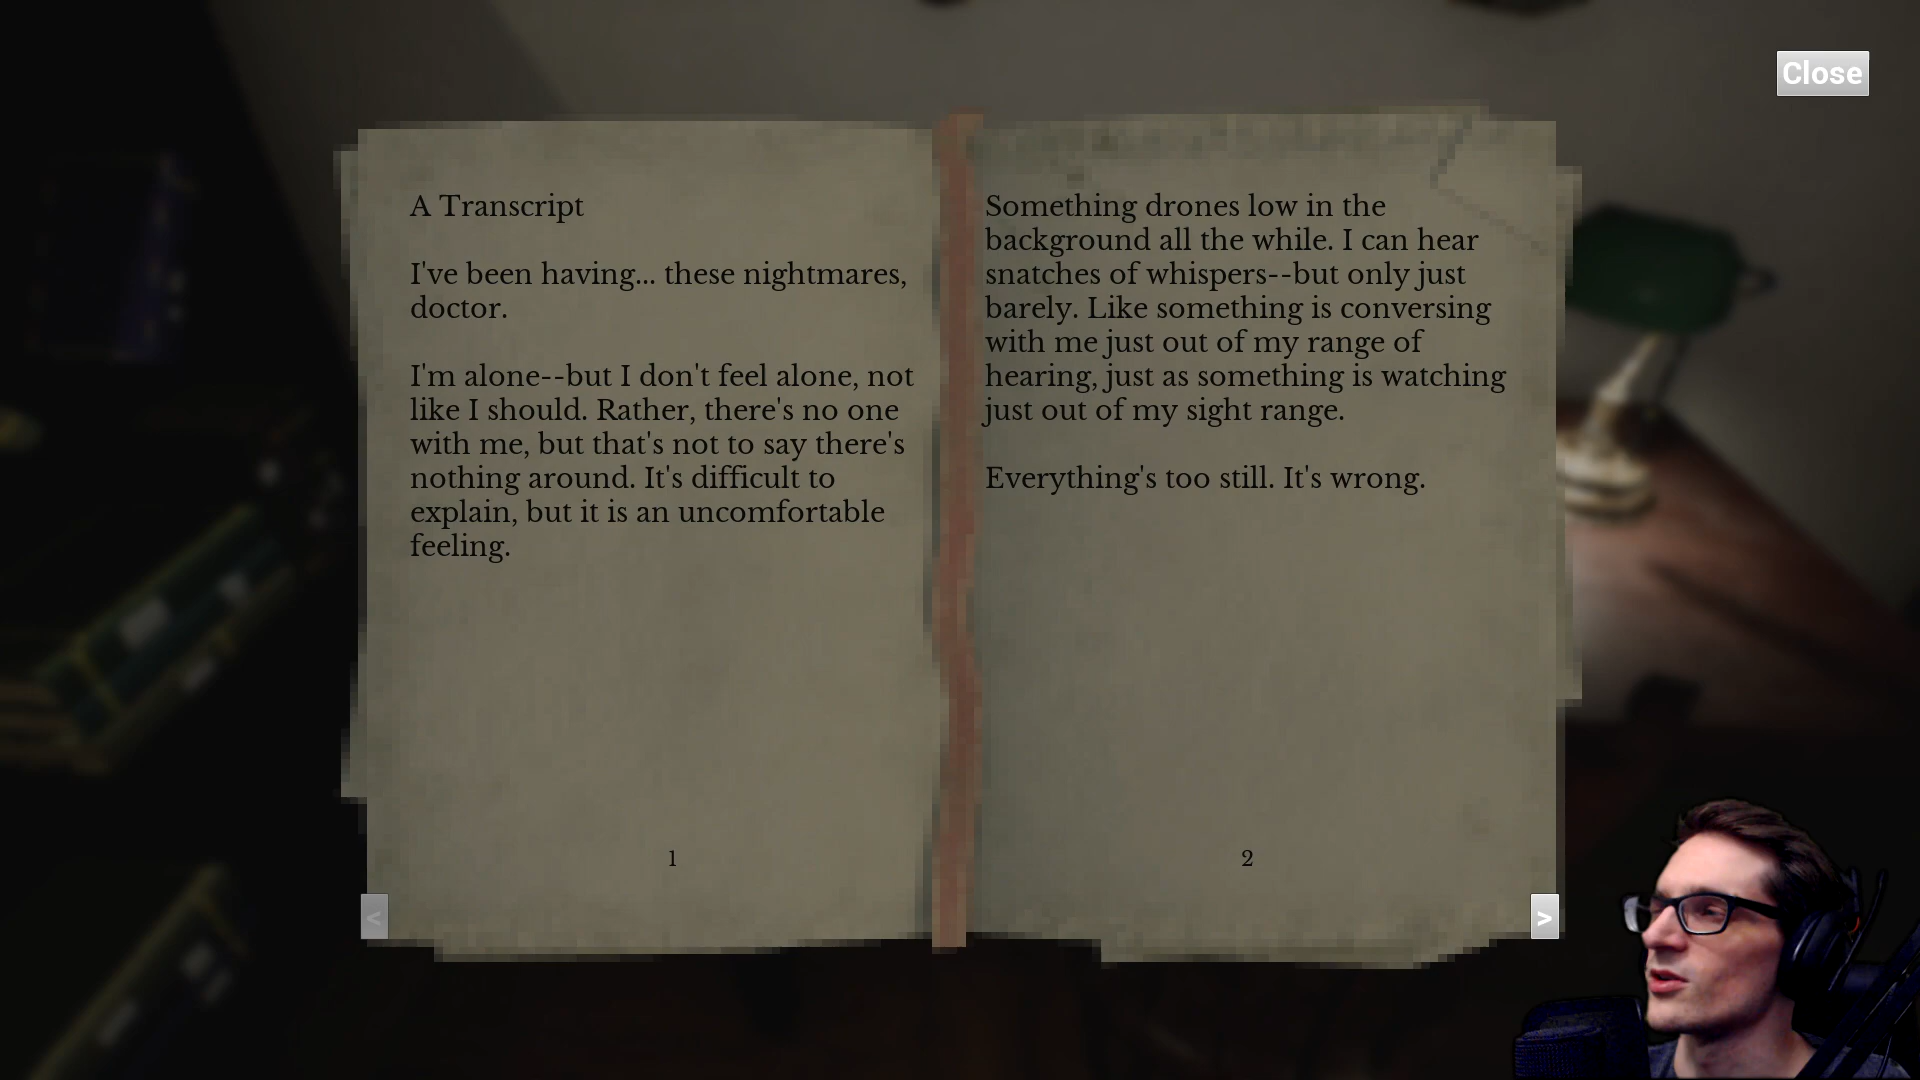 Close
A Transcript
I've been having... these nightmares,
doctor.
I'm alone--but I don't feel alone, not
like I should. Rather, there's no one
with me, but that's not to say there's
nothing around. It's difficult to
explain, but it is an uncomfortable
feeling.
1
<
Something drones low in the
background all the while. I can hear
snatches of whispers--but only just
barely. Like something is conversing
with me just out of my range of
hearing, just as something is watching
just out of my sight range.
Everything's too still. It's wrong.
2
>